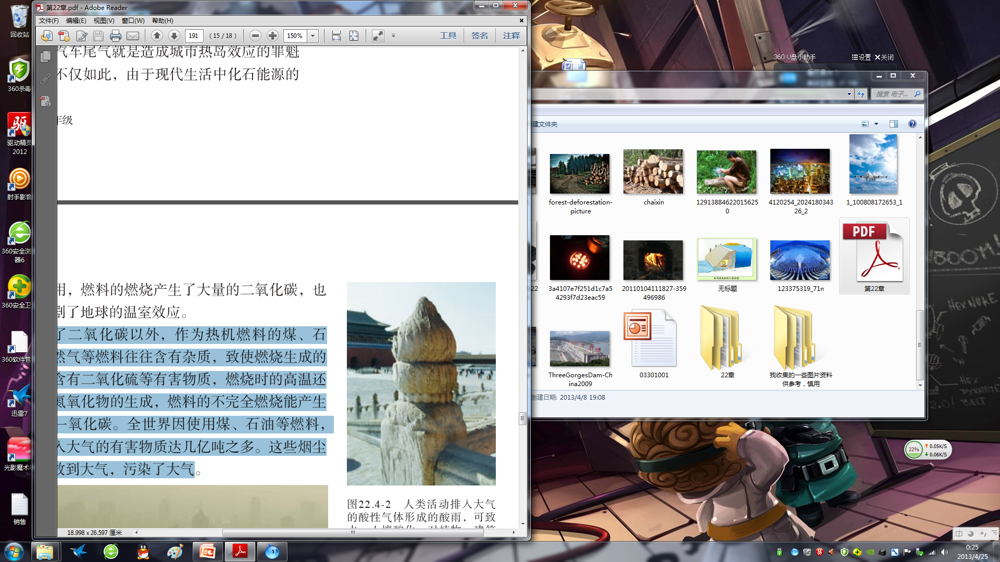 回收站
360杀毒
驱动精灵
2012
射手影音
360安全浏
览器6
360安全卫
360软件管
迅雷7
光影魔术手
销售
第22章.pdf - Adobe Reader
文件(F) 编辑(E) 视图(V) 窗口(W) 帮助(H)
191 (15 / 18) 150% 工具 签名 注释
汽车尾气就是造成城市热岛效应的罪魁
不仅如此，由于现代生活中化石能源的
年级
用，燃料的燃烧产生了大量的二氧化碳，也
剧了地球的温室效应。
了二氧化碳以外，作为热机燃料的煤、石
然气等燃料往往含有杂质，致使燃烧生成的
含有二氧化硫等有害物质，燃烧时的高温还
氮氧化物的生成，燃料的不完全燃烧能产生
一氧化碳。全世界因使用煤、石油等燃料，
入大气的有害物质达几亿吨之多。这些烟尘
放到大气，污染了大气。
图22.4-2 人类活动排入大气
的酸性气体形成的酸雨，可致
18.998 x 26.597 厘米
360 U盘小助手 设置 关闭
搜索 电子...
建文件夹
forest-deforestation-
picture
chaixin
12913884622015625
0
4120254_2024180343
26_2
1_100808172653_1
22
3a4107e7f251d1c7a5
4293f7d23eac59
20110104111827-359
496986
无标题
123375319_71n
PDF
第22章
ThreeGorgesDam-Ch
ina2009
03301001
22章
我收集的一些图片资料
供参考，慎用
创建日期: 2013/4/8 19:08
BOOM!
HEX NUKE
HEX
DYNAMITE
2.0! BELT
22% 0.05K/S
0.06K/S
0:25
2013/4/25